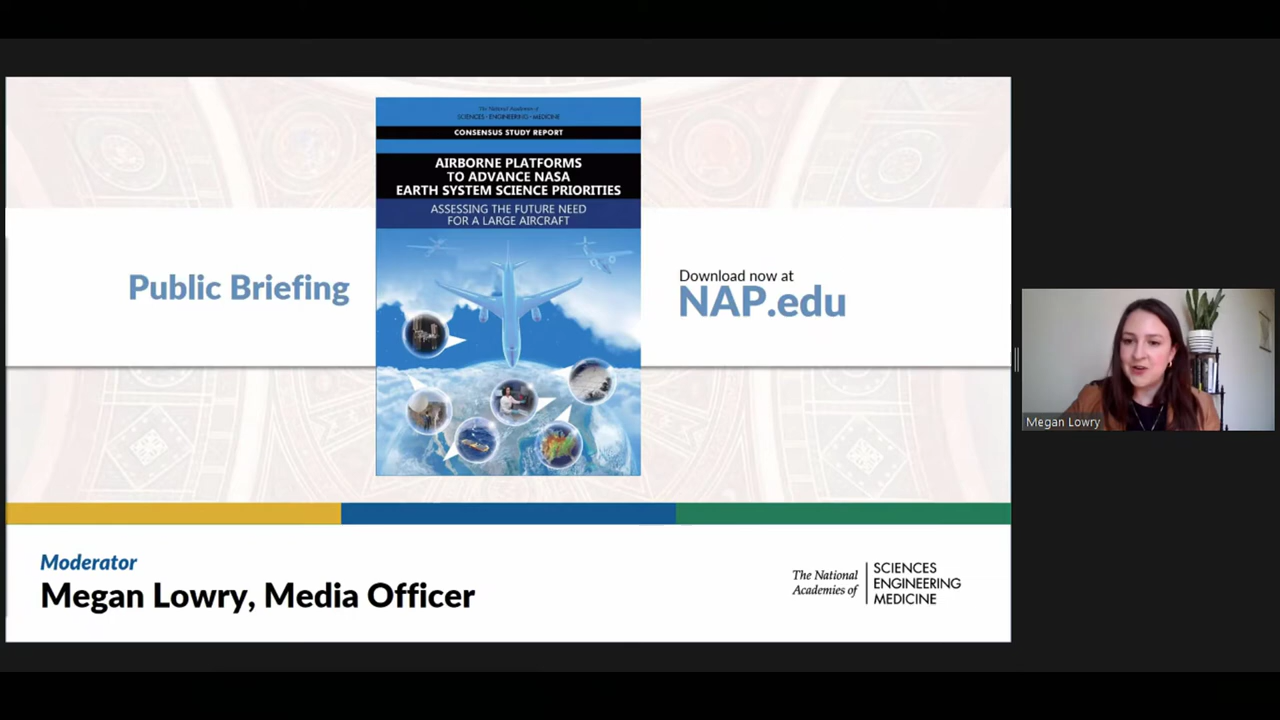 The National Academies of
SCIENCES · ENGINEERING · MEDICINE
CONSENSUS STUDY REPORT
AIRBORNE PLATFORMS
TO ADVANCE NASA
EARTH SYSTEM SCIENCE PRIORITIES
ASSESSING THE FUTURE NEED
FOR A LARGE AIRCRAFT
Public Briefing
Download now at
NAP.edu
Megan Lowry
Moderator
Megan Lowry, Media Officer
The National
Academies of
SCIENCES
ENGINEERING
MEDICINE